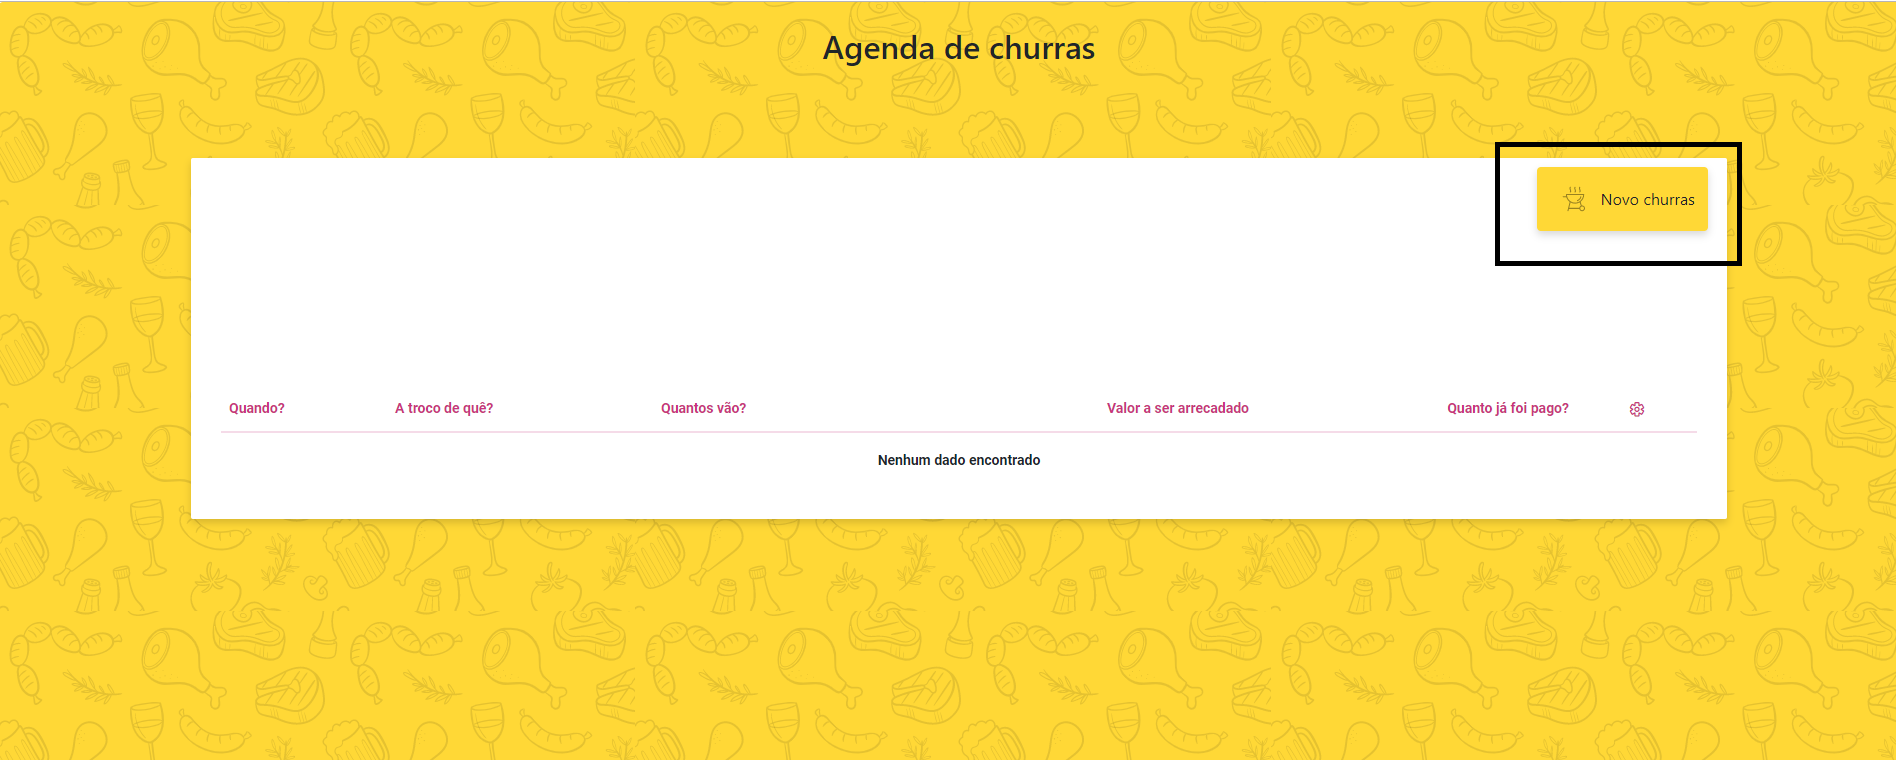 Agenda de churras
Novo churras
Quando? A troco de quê? Quantos vão? Valor a ser arrecadado Quanto já foi pago?
Nenhum dado encontrado